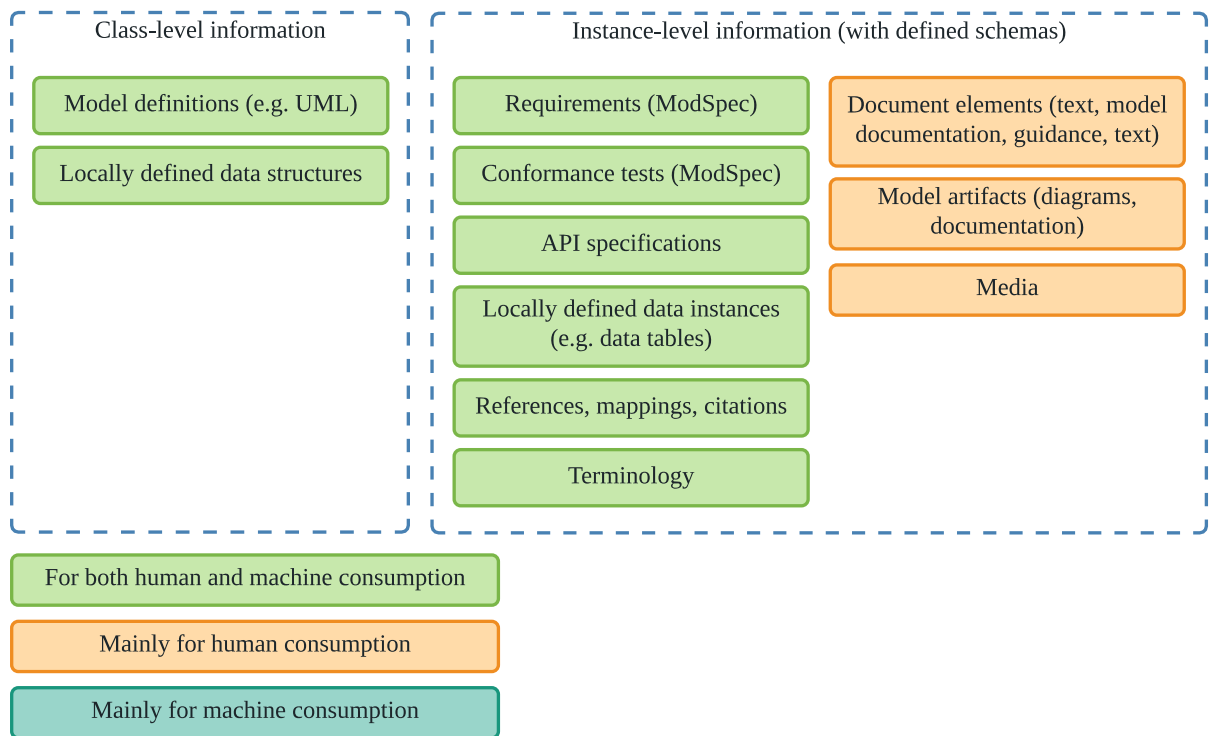 Class-level information
Model definitions (e.g. UML)
Locally defined data structures
Instance-level information (with defined schemas)
Requirements (ModSpec)
Conformance tests (ModSpec)
API specifications
Locally defined data instances
(e.g. data tables)
References, mappings, citations
Terminology
Document elements (text, model
documentation, guidance, text)
Model artifacts (diagrams,
documentation)
Media
For both human and machine consumption
Mainly for human consumption
Mainly for machine consumption